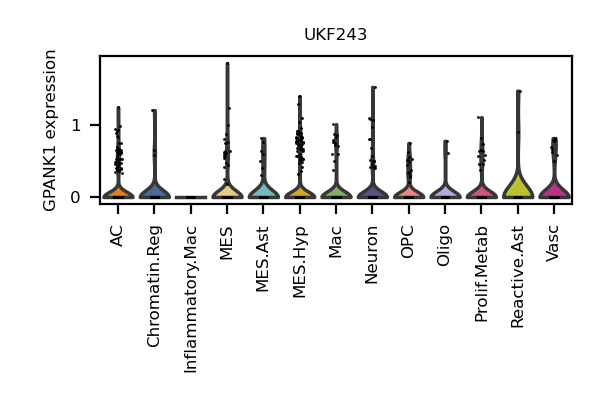 UKF243
GPANK1 expression
1
0
AC
Chromatin.Reg
Inflammatory.Mac
MES
MES.Ast
MES.Hyp
Mac
Neuron
OPC
Oligo
Prolif.Metab
Reactive.Ast
Vasc